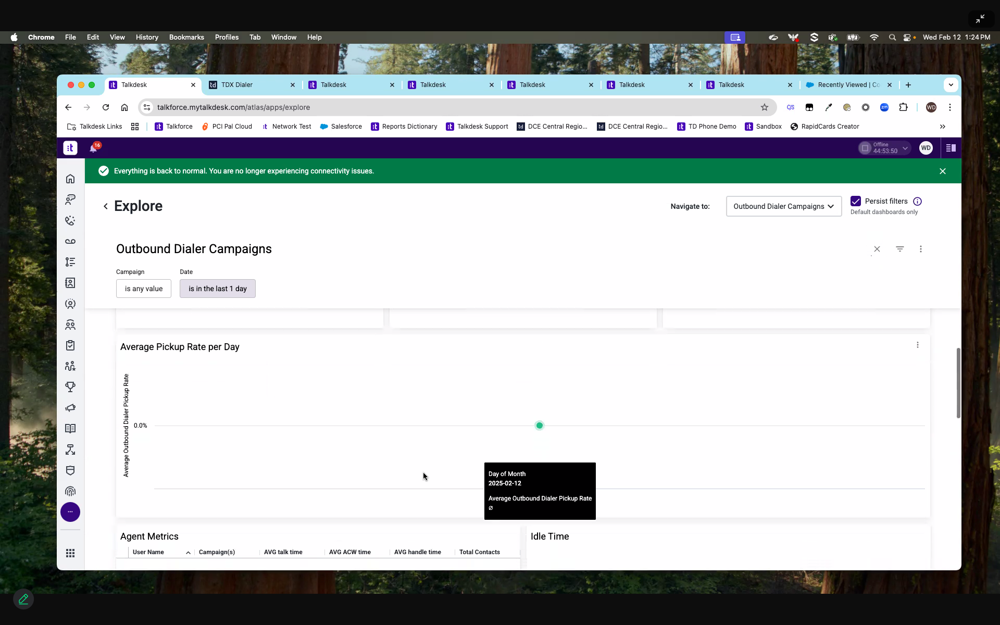 Chrome File Edit View History Bookmarks Profiles Tab Window Help Wed Feb 12 1:24 PM
Talkdesk TDX Dialer Talkdesk Talkdesk Talkdesk Talkdesk Talkdesk Recently Viewed | Co
talkforce.mytalkdesk.com/atlas/apps/explore C/S zm WD
Talkdesk Links Talkforce PCI Pal Cloud Network Test Salesforce Reports Dictionary Talkdesk Support DCE Central Regio... DCE Central Regio... TD Phone Demo Sandbox RapidCards Creator
16 Offline WD
44:53:50
Everything is back to normal. You are no longer experiencing connectivity issues.
Explore Navigate to: Outbound Dialer Campaigns Persist filters
Default dashboards only
Outbound Dialer Campaigns
Campaign Date
is any value is in the last 1 day
Average Pickup Rate per Day
Average Outbound Dialer Pickup Rate
0.0%
Day of Month
2025-02-12
Average Outbound Dialer Pickup Rate
∅
Agent Metrics Idle Time
User Name Campaign(s) AVG talk time AVG ACW time AVG handle time Total Contacts